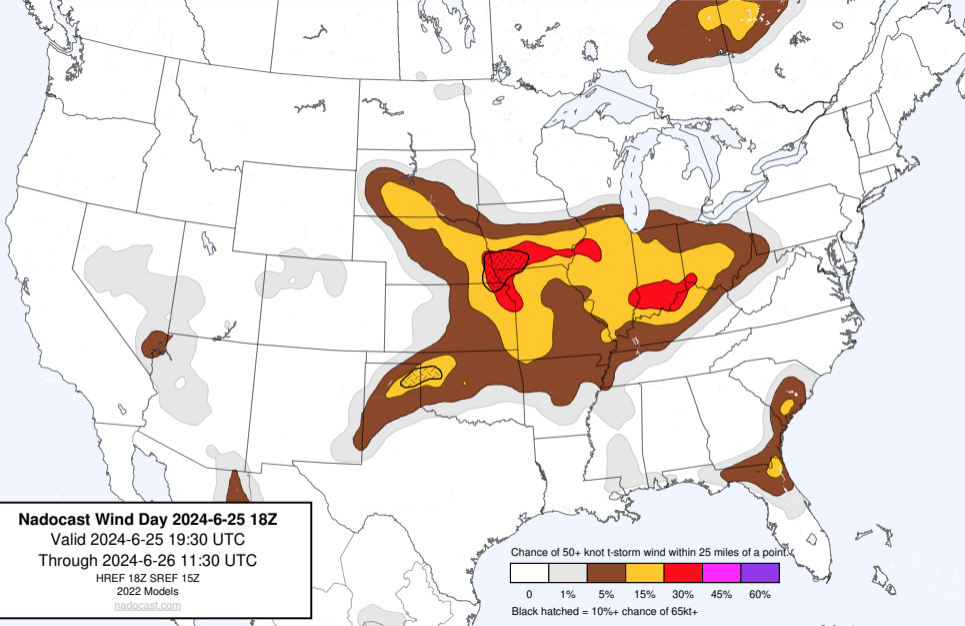 Nadocast Wind Day 2024-6-25 18Z
Valid 2024-6-25 19:30 UTC
Through 2024-6-26 11:30 UTC
HREF 18Z SREF 15Z
2022 Models
nadocast.com
Chance of 50+ knot t-storm wind within 25 miles of a point.
0 1% 5% 15% 30% 45% 60%
Black hatched = 10%+ chance of 65kt+